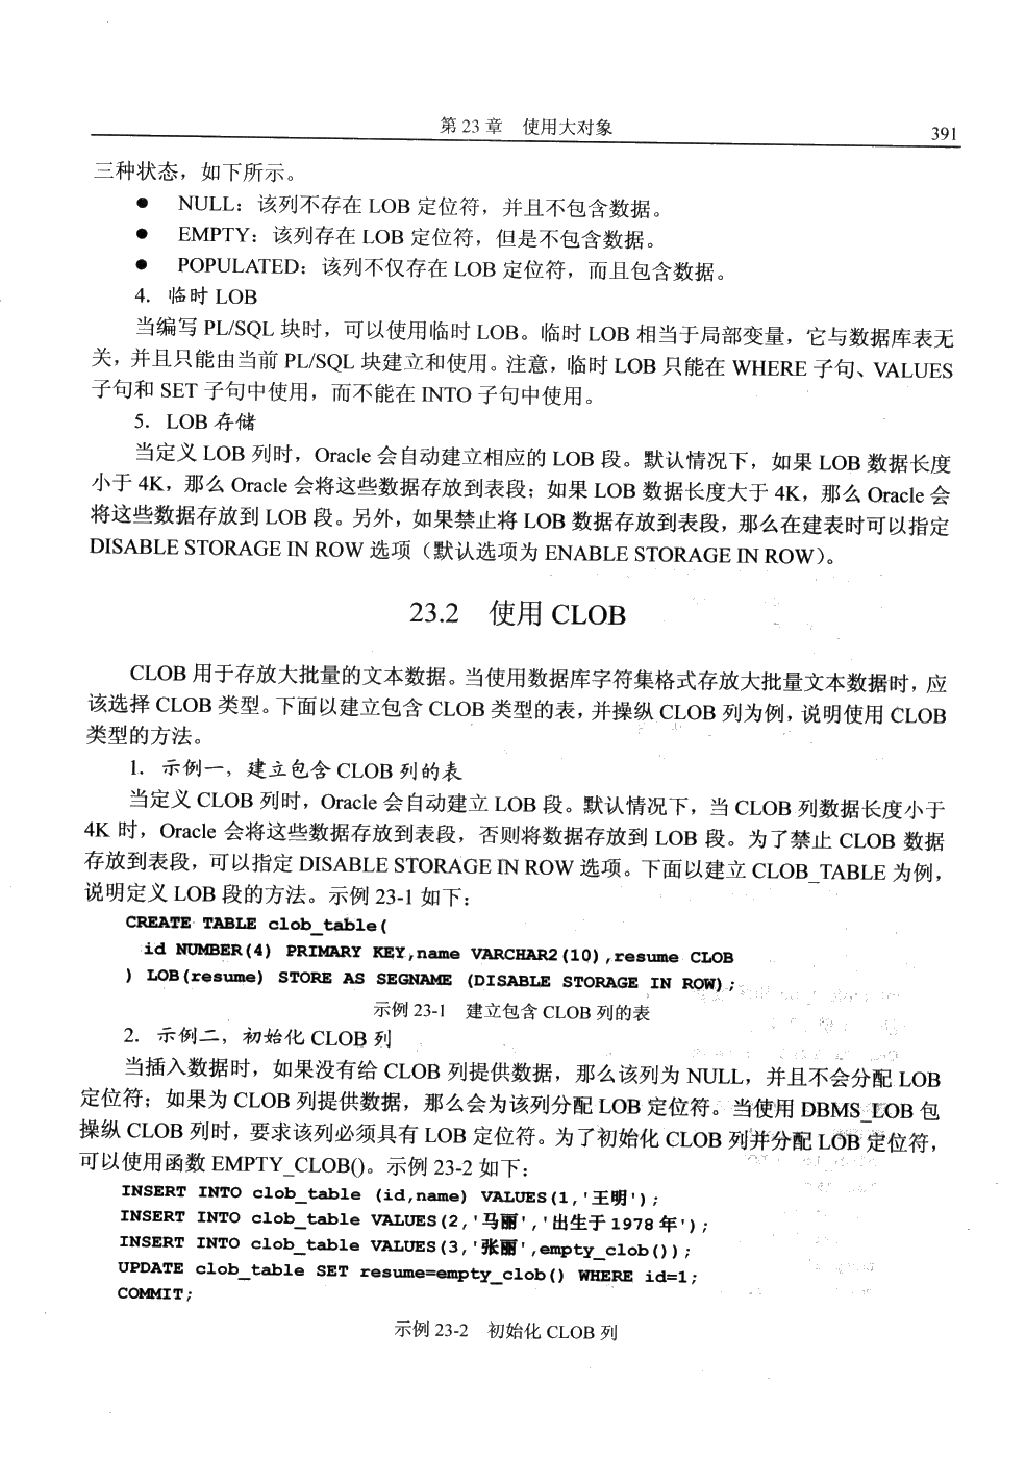 第 23 章　使用大对象
391
三种状态，如下所示。
● NULL：该列不存在 LOB 定位符，并且不包含数据。
● EMPTY：该列存在 LOB 定位符，但是不包含数据。
● POPULATED：该列不仅存在 LOB 定位符，而且包含数据。
4．临时 LOB
当编写 PL/SQL 块时，可以使用临时 LOB。临时 LOB 相当于局部变量，它与数据库表无
关，并且只能由当前 PL/SQL 块建立和使用。注意，临时 LOB 只能在 WHERE 子句、VALUES
子句和 SET 子句中使用，而不能在 INTO 子句中使用。
5．LOB 存储
当定义 LOB 列时，Oracle 会自动建立相应的 LOB 段。默认情况下，如果 LOB 数据长度
小于 4K，那么 Oracle 会将这些数据存放到表段；如果 LOB 数据长度大于 4K，那么 Oracle 会
将这些数据存放到 LOB 段。另外，如果禁止将 LOB 数据存放到表段，那么在建表时可以指定
DISABLE STORAGE IN ROW 选项（默认选项为 ENABLE STORAGE IN ROW）。
23.2　使用 CLOB
CLOB 用于存放大批量的文本数据。当使用数据库字符集格式存放大批量文本数据时，应
该选择 CLOB 类型。下面以建立包含 CLOB 类型的表，并操纵 CLOB 列为例，说明使用 CLOB
类型的方法。
1．示例一，建立包含 CLOB 列的表
当定义 CLOB 列时，Oracle 会自动建立 LOB 段。默认情况下，当 CLOB 列数据长度小于
4K 时，Oracle 会将这些数据存放到表段，否则将数据存放到 LOB 段。为了禁止 CLOB 数据
存放到表段，可以指定 DISABLE STORAGE IN ROW 选项。下面以建立 CLOB_TABLE 为例，
说明定义 LOB 段的方法。示例 23-1 如下：
CREATE TABLE clob_table(
id NUMBER(4) PRIMARY KEY,name VARCHAR2(10),resume CLOB
) LOB(resume) STORE AS SEGNAME (DISABLE STORAGE IN ROW);
示例 23-1　建立包含 CLOB 列的表
2．示例二，初始化 CLOB 列
当插入数据时，如果没有给 CLOB 列提供数据，那么该列为 NULL，并且不会分配 LOB
定位符；如果为 CLOB 列提供数据，那么会为该列分配 LOB 定位符。当使用 DBMS_LOB 包
操纵 CLOB 列时，要求该列必须具有 LOB 定位符。为了初始化 CLOB 列并分配 LOB 定位符，
可以使用函数 EMPTY_CLOB()。示例 23-2 如下：
INSERT INTO clob_table (id,name) VALUES(1,'王明');
INSERT INTO clob_table VALUES(2,'马丽','出生于1978年');
INSERT INTO clob_table VALUES(3,'张丽',empty_clob());
UPDATE clob_table SET resume=empty_clob() WHERE id=1;
COMMIT;
示例 23-2　初始化 CLOB 列